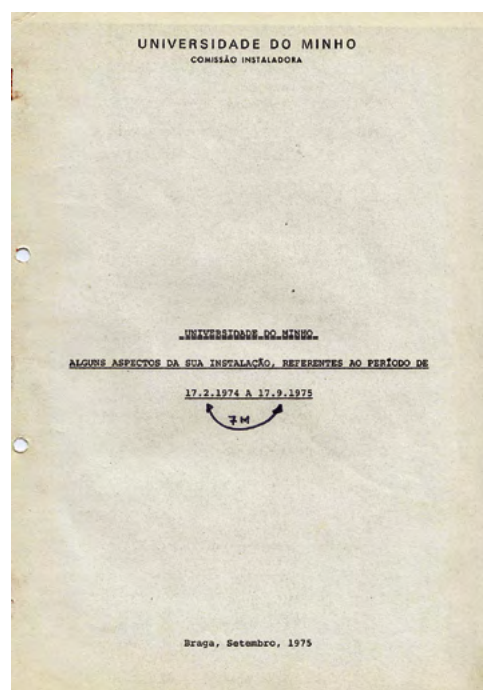 UNIVERSIDADE DO MINHO
COMISSÃO INSTALADORA
UNIVERSIDADE DO MINHO
ALGUNS ASPECTOS DA SUA INSTALAÇÃO, REFERENTES AO PERÍODO DE
17.2.1974 A 17.9.1975
7M
Braga, Setembro, 1975